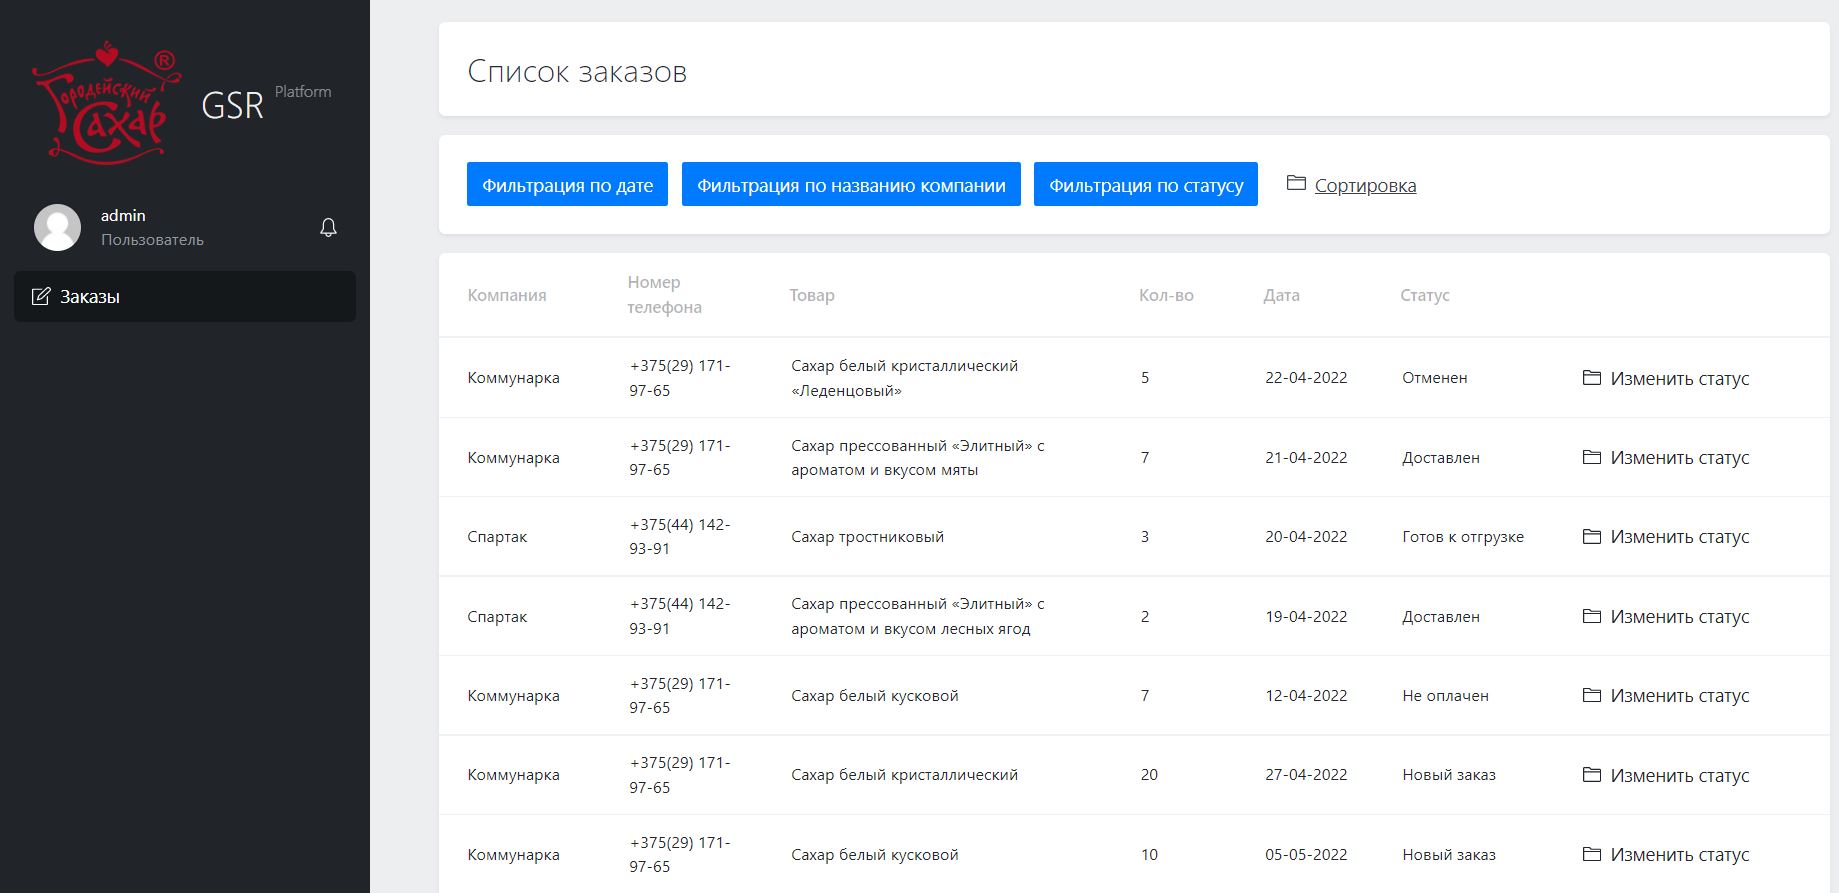 Городейский ®
Сахар
GSR Platform
admin
Пользователь
Заказы
Список заказов
Фильтрация по дате Фильтрация по названию компании Фильтрация по статусу Сортировка
Компания Номер телефона Товар Кол-во Дата Статус
Коммунарка +375(29) 171-97-65 Сахар белый кристаллический «Леденцовый» 5 22-04-2022 Отменен Изменить статус
Коммунарка +375(29) 171-97-65 Сахар прессованный «Элитный» с ароматом и вкусом мяты 7 21-04-2022 Доставлен Изменить статус
Спартак +375(44) 142-93-91 Сахар тростниковый 3 20-04-2022 Готов к отгрузке Изменить статус
Спартак +375(44) 142-93-91 Сахар прессованный «Элитный» с ароматом и вкусом лесных ягод 2 19-04-2022 Доставлен Изменить статус
Коммунарка +375(29) 171-97-65 Сахар белый кусковой 7 12-04-2022 Не оплачен Изменить статус
Коммунарка +375(29) 171-97-65 Сахар белый кристаллический 20 27-04-2022 Новый заказ Изменить статус
Коммунарка +375(29) 171-97-65 Сахар белый кусковой 10 05-05-2022 Новый заказ Изменить статус